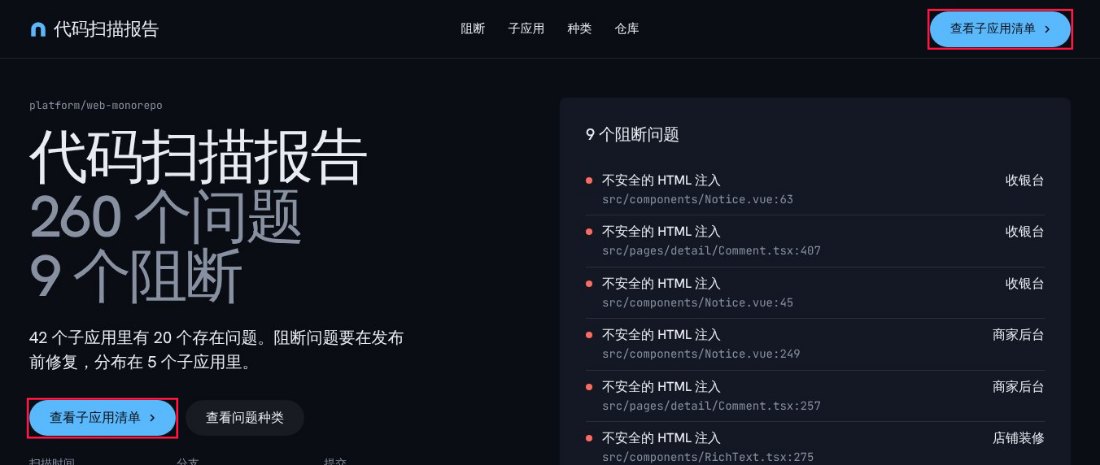 代码扫描报告
阻断
子应用
种类
仓库
查看子应用清单
platform/web-monorepo
代码扫描报告
260 个问题
9 个阻断
42 个子应用里有 20 个存在问题。阻断问题要在发布
前修复，分布在 5 个子应用里。
查看子应用清单
查看问题种类
扫描时间
分支
提交
9 个阻断问题
不安全的 HTML 注入
收银台
src/components/Notice.vue:63
不安全的 HTML 注入
收银台
src/pages/detail/Comment.tsx:407
不安全的 HTML 注入
收银台
src/components/Notice.vue:45
不安全的 HTML 注入
商家后台
src/components/Notice.vue:249
不安全的 HTML 注入
商家后台
src/pages/detail/Comment.tsx:257
不安全的 HTML 注入
店铺装修
src/components/RichText.tsx:275